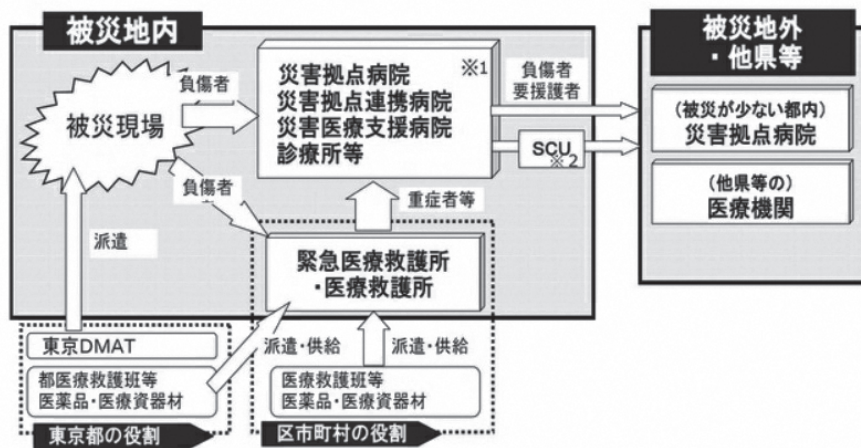 被災地内
被災地外
・他県等
災害拠点病院
※1
災害拠点連携病院
災害医療支援病院
診療所等
負傷者
負傷者
要援護者
被災現場
(被災が少ない都内)
災害拠点病院
SCU
※2
負傷者
重症者等
(他県等の)
医療機関
派遣
緊急医療救護所
・医療救護所
東京DMAT
派遣・供給
派遣・供給
都医療救護班等
医薬品・医療資器材
医療救護班等
医薬品・医療資器材
東京都の役割
区市町村の役割